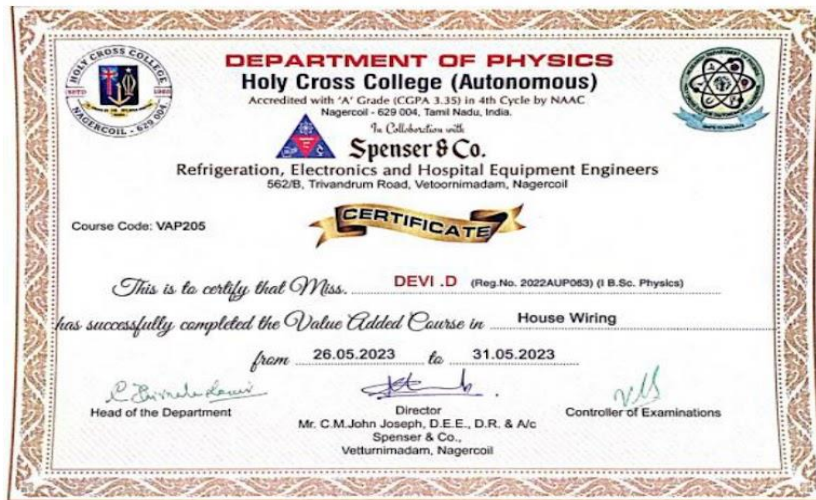 HOLY CROSS COLLEGE
NAGERCOIL - 629 004
DEPARTMENT OF PHYSICS
Holy Cross College (Autonomous)
Accredited with 'A' Grade (CGPA 3.35) in 4th Cycle by NAAC
Nagercoil - 629 004, Tamil Nadu, India.
In Collaboration with
Spenser & Co.
Refrigeration, Electronics and Hospital Equipment Engineers
562/B, Trivandrum Road, Vetoornimadam, Nagercoil
Course Code: VAP205
CERTIFICATE
This is to certify that Miss. DEVI .D (Reg.No. 2022AUP063) (I B.Sc. Physics)
has successfully completed the Value Added Course in House Wiring
from 26.05.2023 to 31.05.2023
Head of the Department
Director
Mr. C.M.John Joseph, D.E.E., D.R. & A/c
Spenser & Co.,
Vetturnimadam, Nagercoil
Controller of Examinations